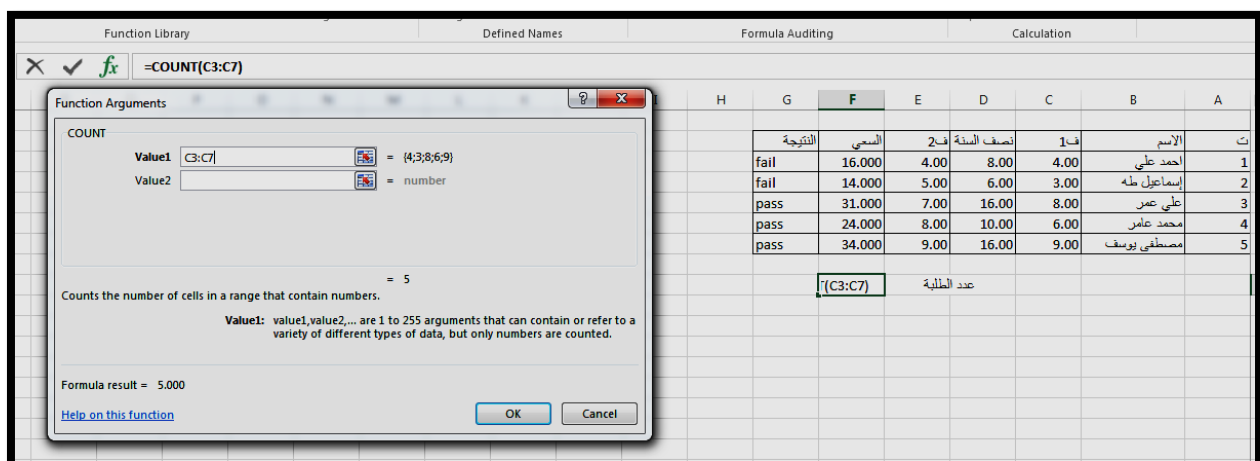 Function Library Defined Names Formula Auditing Calculation
fx =COUNT(C3:C7)
Function Arguments ? X
COUNT
Value1 C3:C7 = {4;3;8;6;9}
Value2 = number
= 5
Counts the number of cells in a range that contain numbers.
Value1: value1,value2,... are 1 to 255 arguments that can contain or refer to a
variety of different types of data, but only numbers are counted.
Formula result = 5.000
Help on this function OK Cancel
I H G F E D C B A
ت الاسم ف1 نصف السنة ف2 السعي النتيجة
1 احمد علي 4.00 8.00 4.00 16.000 fail
2 إسماعيل طه 3.00 6.00 5.00 14.000 fail
3 علي عمر 8.00 16.00 7.00 31.000 pass
4 محمد عامر 6.00 10.00 8.00 24.000 pass
5 مصطفى يوسف 9.00 16.00 9.00 34.000 pass
عدد الطلبة (C3:C7)